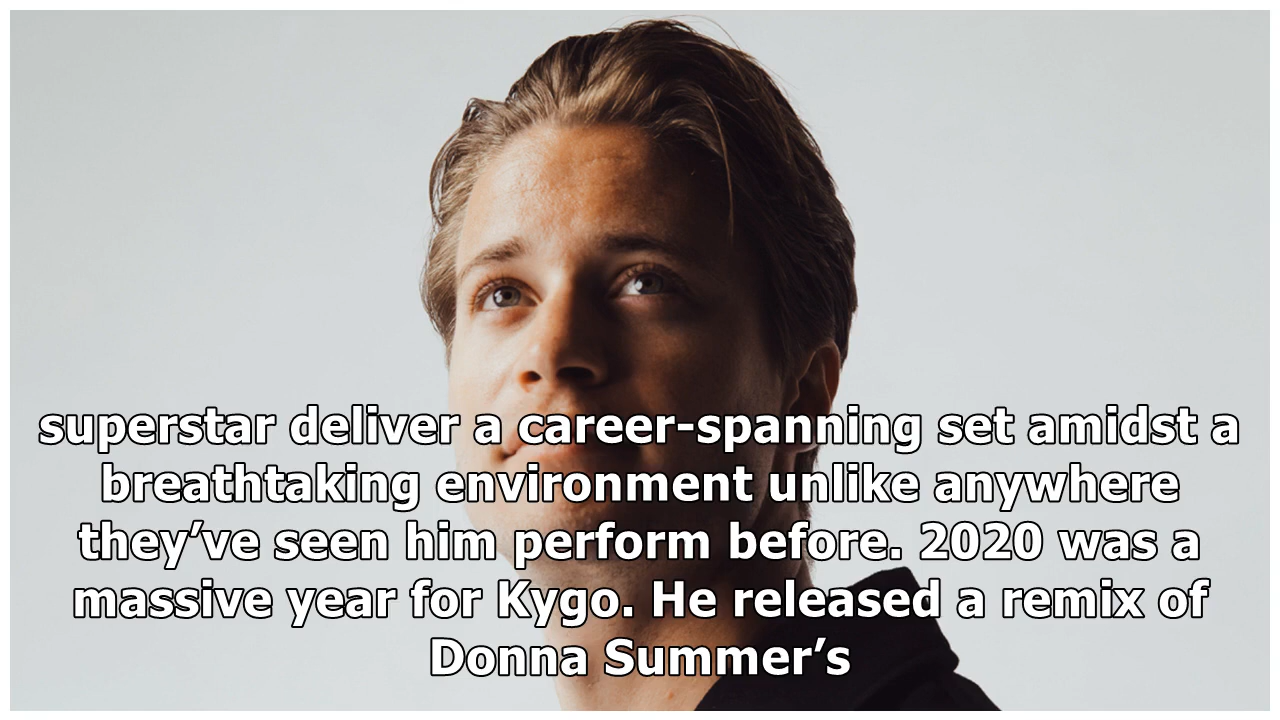 superstar deliver a career-spanning set amidst a
breathtaking environment unlike anywhere
they’ve seen him perform before. 2020 was a
massive year for Kygo. He released a remix of
Donna Summer’s